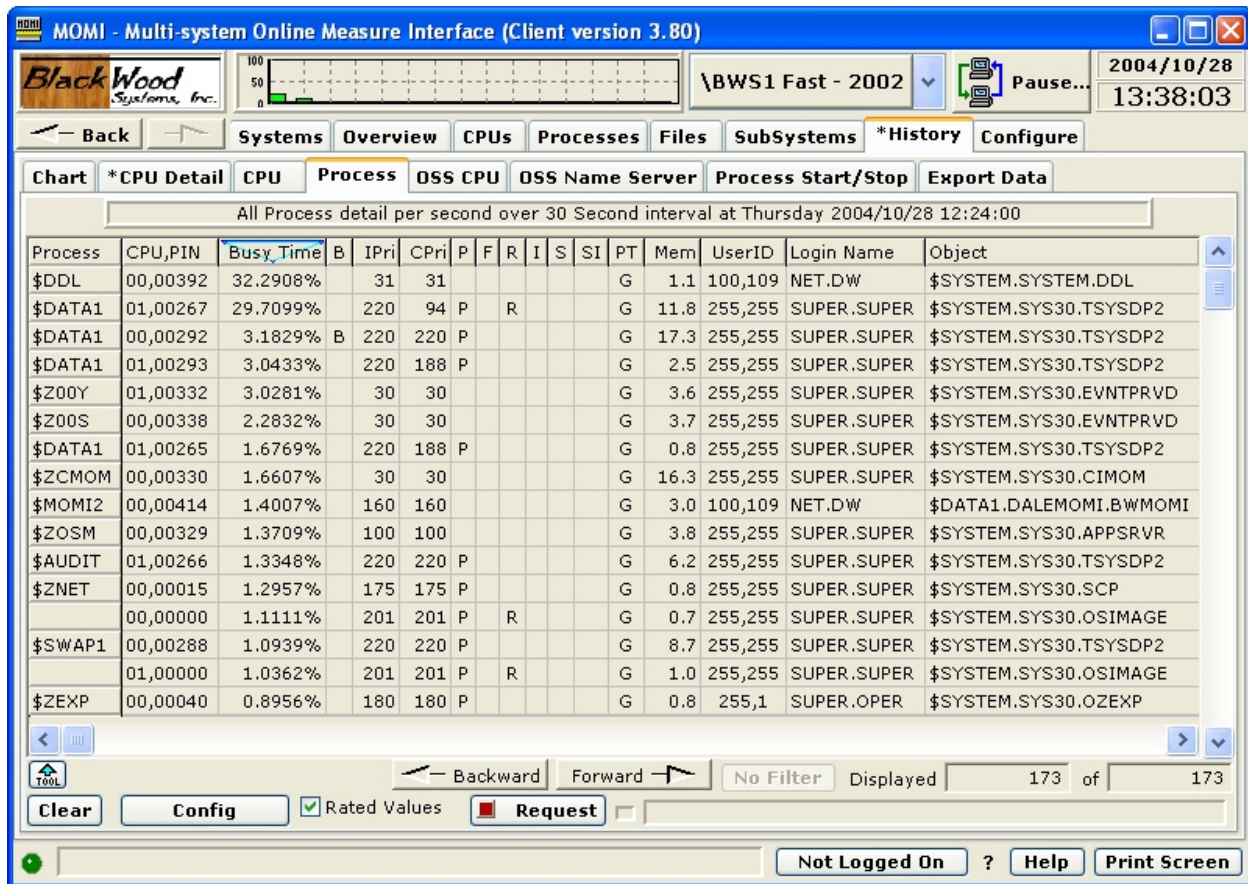 MOMI - Multi-system Online Measure Interface (Client version 3.80)
BlackWood Systems, Inc.
100
50
0
\BWS1 Fast - 2002
Pause...
2004/10/28
13:38:03
Back Systems Overview CPUs Processes Files SubSystems *History Configure
Chart *CPU Detail CPU Process OSS CPU OSS Name Server Process Start/Stop Export Data
All Process detail per second over 30 Second interval at Thursday 2004/10/28 12:24:00
Process CPU,PIN Busy Time B IPri CPri P F R I S SI PT Mem UserID Login Name Object
$DDL 00,00392 32.2908% 31 31 G 1.1 100,109 NET.DW $SYSTEM.SYSTEM.DDL
$DATA1 01,00267 29.7099% 220 94 P R G 11.8 255,255 SUPER.SUPER $SYSTEM.SYS30.TSYSDP2
$DATA1 00,00292 3.1829% B 220 220 P G 17.3 255,255 SUPER.SUPER $SYSTEM.SYS30.TSYSDP2
$DATA1 01,00293 3.0433% 220 188 P G 2.5 255,255 SUPER.SUPER $SYSTEM.SYS30.TSYSDP2
$Z00Y 01,00332 3.0281% 30 30 G 3.6 255,255 SUPER.SUPER $SYSTEM.SYS30.EVNTPRVD
$Z00S 00,00338 2.2832% 30 30 G 3.7 255,255 SUPER.SUPER $SYSTEM.SYS30.EVNTPRVD
$DATA1 01,00265 1.6769% 220 188 P G 0.8 255,255 SUPER.SUPER $SYSTEM.SYS30.TSYSDP2
$ZCMOM 00,00330 1.6607% 30 30 G 16.3 255,255 SUPER.SUPER $SYSTEM.SYS30.CIMOM
$MOMI2 00,00414 1.4007% 160 160 G 3.0 100,109 NET.DW $DATA1.DALEMOMI.BWMOMI
$ZOSM 00,00329 1.3709% 100 100 G 3.8 255,255 SUPER.SUPER $SYSTEM.SYS30.APPSRVR
$AUDIT 01,00266 1.3348% 220 220 P G 6.2 255,255 SUPER.SUPER $SYSTEM.SYS30.TSYSDP2
$ZNET 00,00015 1.2957% 175 175 P G 0.8 255,255 SUPER.SUPER $SYSTEM.SYS30.SCP
00,00000 1.1111% 201 201 P R G 0.7 255,255 SUPER.SUPER $SYSTEM.SYS30.OSIMAGE
$SWAP1 00,00288 1.0939% 220 220 P G 8.7 255,255 SUPER.SUPER $SYSTEM.SYS30.TSYSDP2
01,00000 1.0362% 201 201 P R G 1.0 255,255 SUPER.SUPER $SYSTEM.SYS30.OSIMAGE
$ZEXP 00,00040 0.8956% 180 180 P G 0.8 255,1 SUPER.OPER $SYSTEM.SYS30.OZEXP
TOOL Backward Forward No Filter Displayed 173 of 173
Clear Config Rated Values Request
Not Logged On ? Help Print Screen